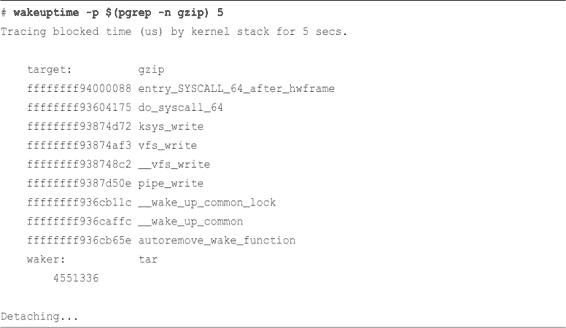 # wakeuptime -p $(pgrep -n gzip) 5
Tracing blocked time (us) by kernel stack for 5 secs.
target: gzip
ffffffff94000088 entry_SYSCALL_64_after_hwframe
ffffffff93604175 do_syscall_64
ffffffff93874d72 ksys_write
ffffffff93874af3 vfs_write
ffffffff938748c2 __vfs_write
ffffffff9387d50e pipe_write
ffffffff936cb11c __wake_up_common_lock
ffffffff936caffc __wake_up_common
ffffffff936cb65e autoremove_wake_function
waker: tar
4551336
Detaching...